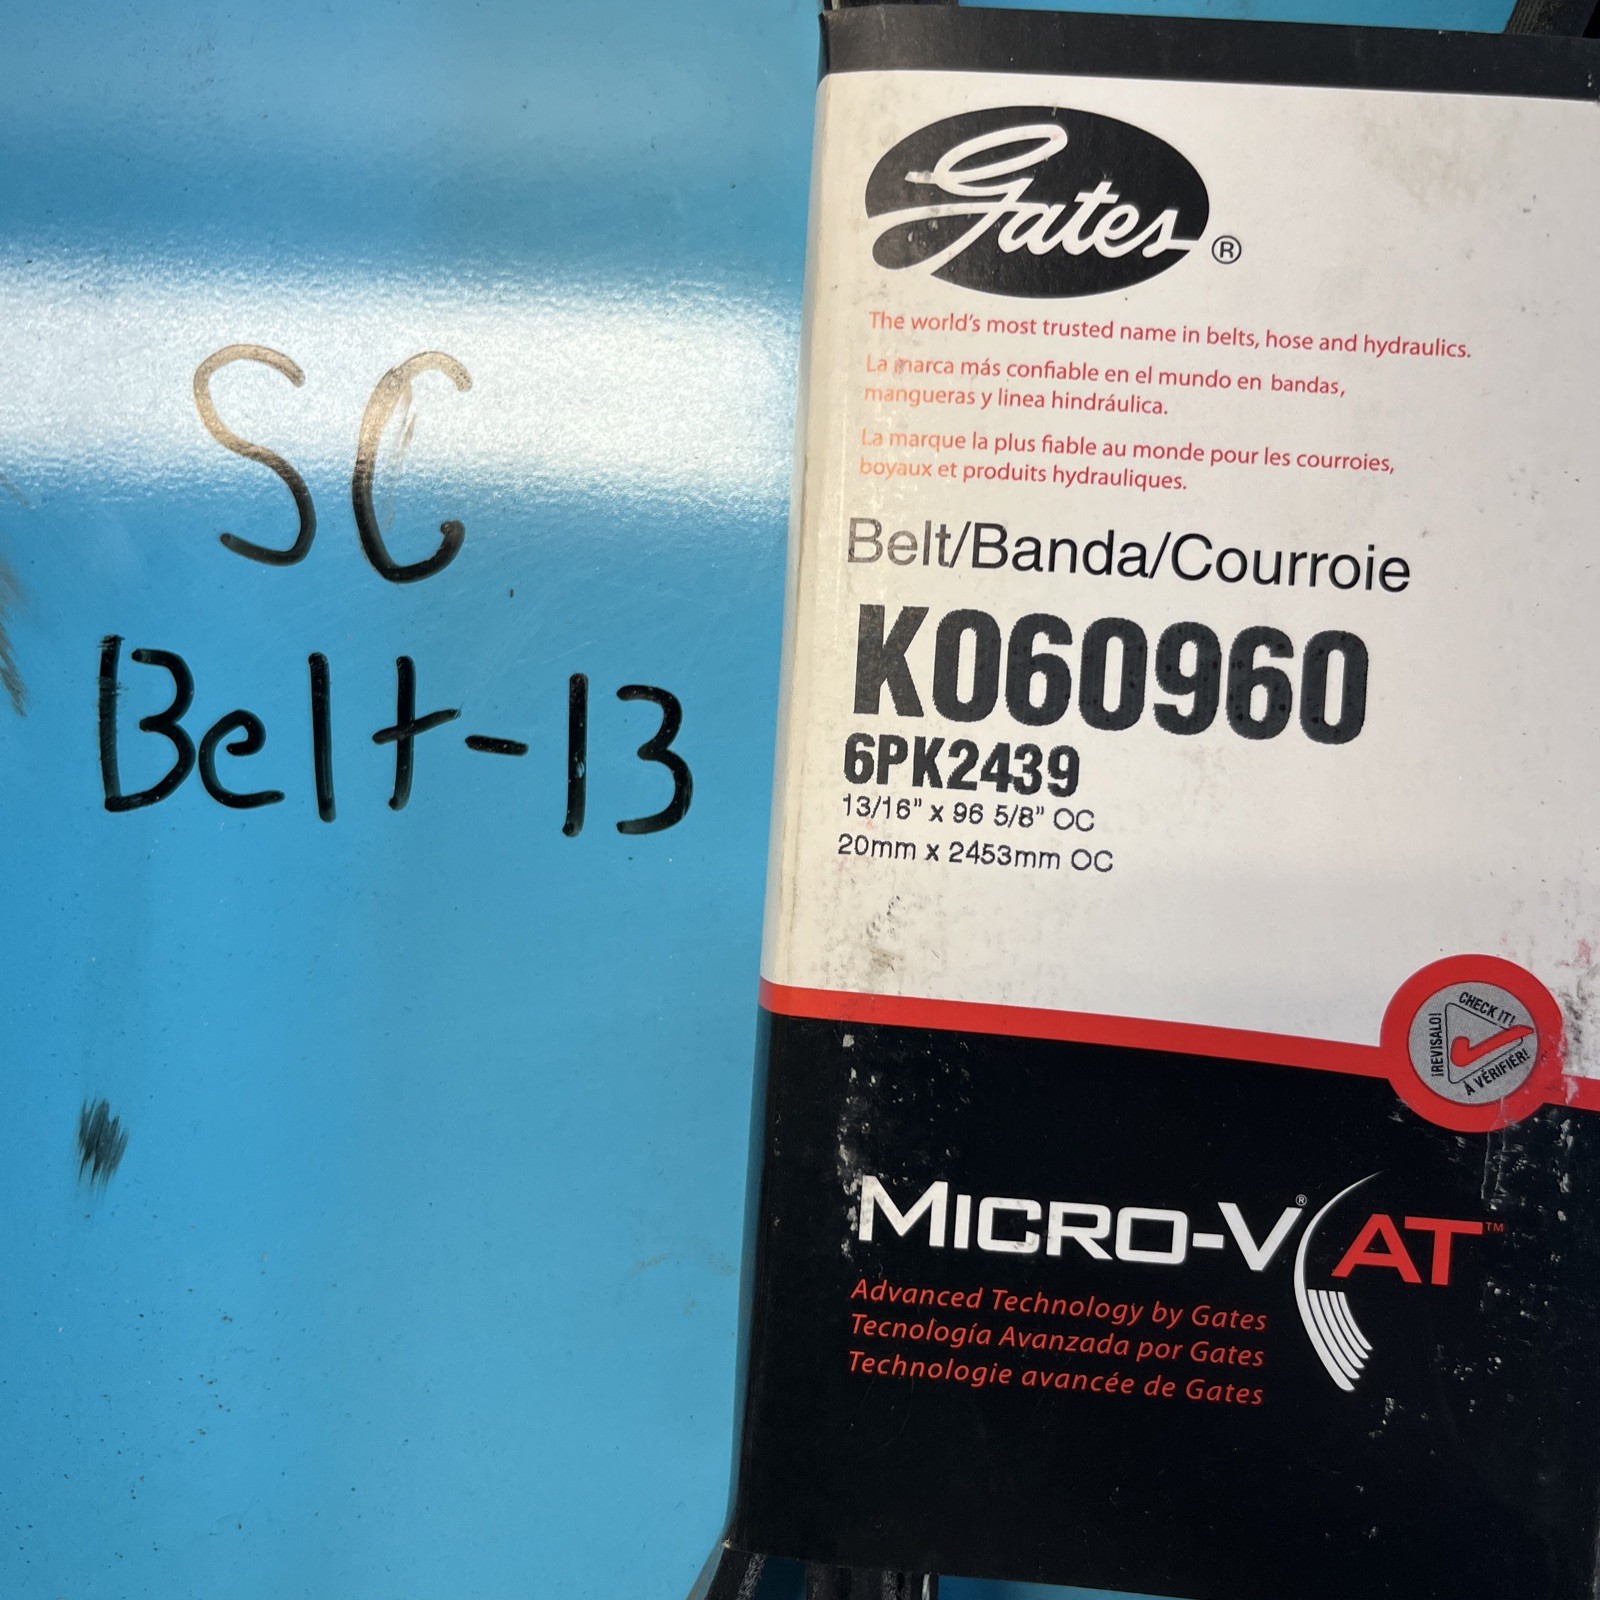 SC
Belt-13
Gates®
The world's most trusted name in belts, hose and hydraulics.
La marca más confiable en el mundo en bandas,
mangueras y linea hindráulica.
La marque la plus fiable au monde pour les courroies,
boyaux et produits hydrauliques.
Belt/Banda/Courroie
K060960
6PK2439
13/16" x 96 5/8" OC
20mm x 2453mm OC
CHECK IT!
¡REVISALO!
À VÉRIFIER!
MICRO-V® AT™
Advanced Technology by Gates
Tecnología Avanzada por Gates
Technologie avancée de Gates